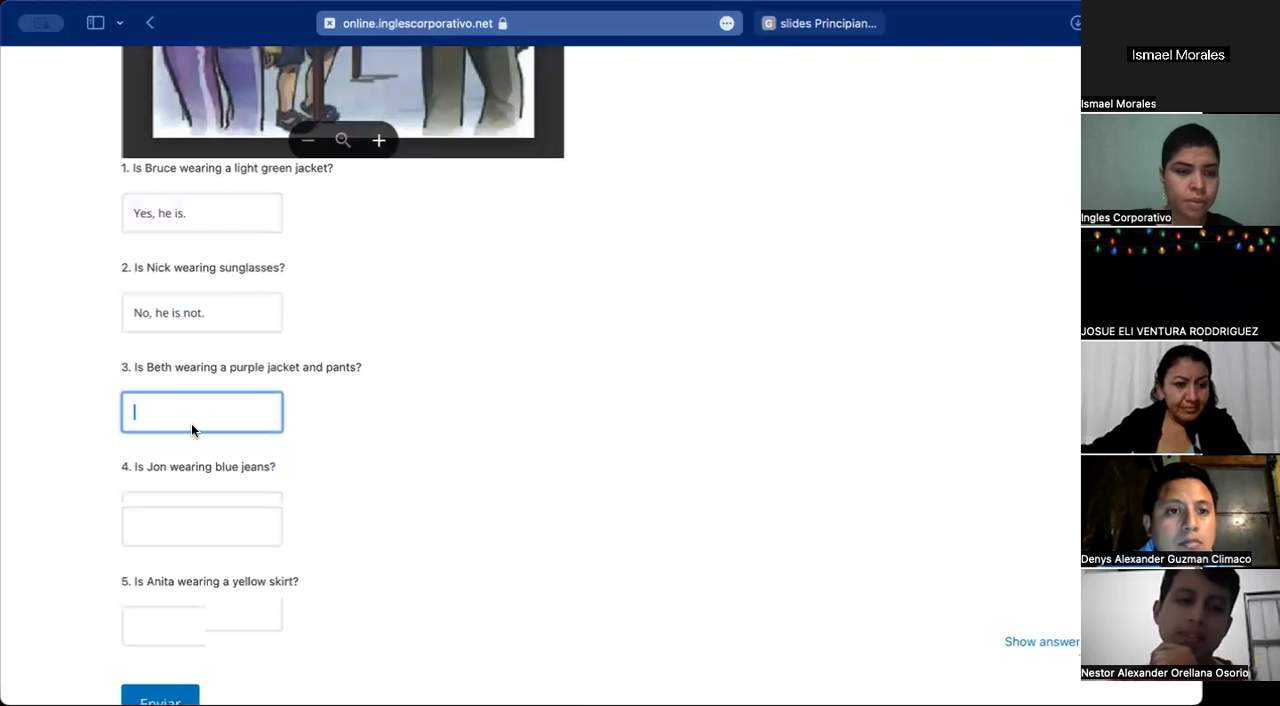 online.inglescorporativo.net
slides Principian...
1. Is Bruce wearing a light green jacket?
Yes, he is.
2. Is Nick wearing sunglasses?
No, he is not.
3. Is Beth wearing a purple jacket and pants?
4. Is Jon wearing blue jeans?
5. Is Anita wearing a yellow skirt?
Show answer
Enviar
Ismael Morales
Ismael Morales
Ingles Corporativo
JOSUE ELI VENTURA RODDRIGUEZ
Denys Alexander Guzman Climaco
Nestor Alexander Orellana Osorio